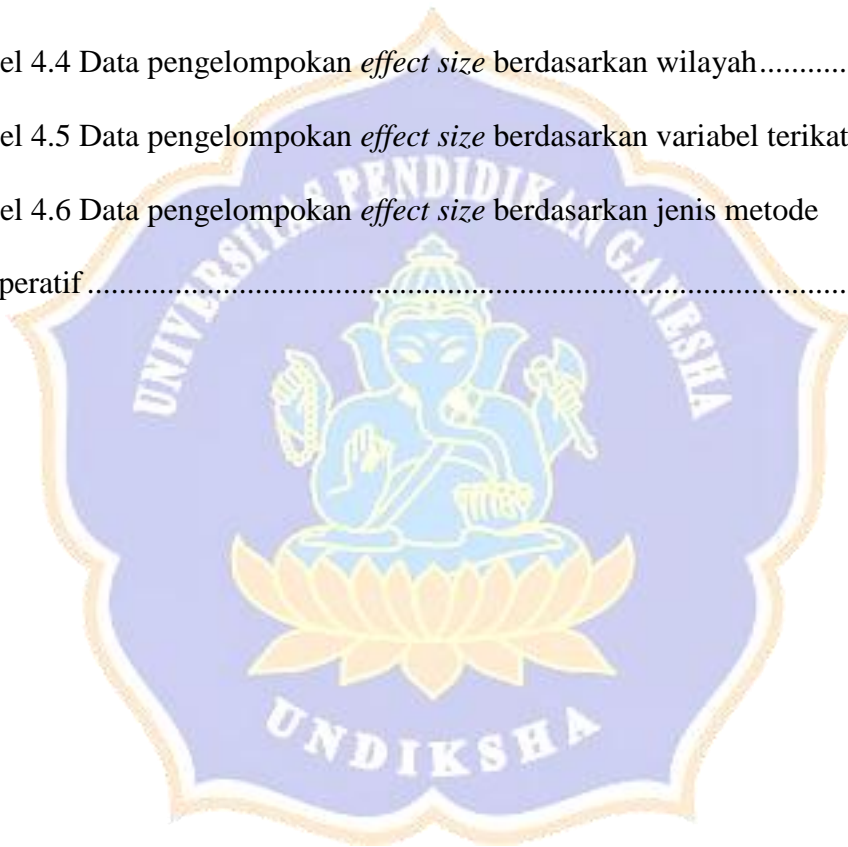 el 4.4 Data pengelompokan effect size berdasarkan wilayah...........
el 4.5 Data pengelompokan effect size berdasarkan variabel terikat
el 4.6 Data pengelompokan effect size berdasarkan jenis metode
peratif...............................................................................................
UNIVERSITAS PENDIDIKAN GANESHA
UNDIKSHA